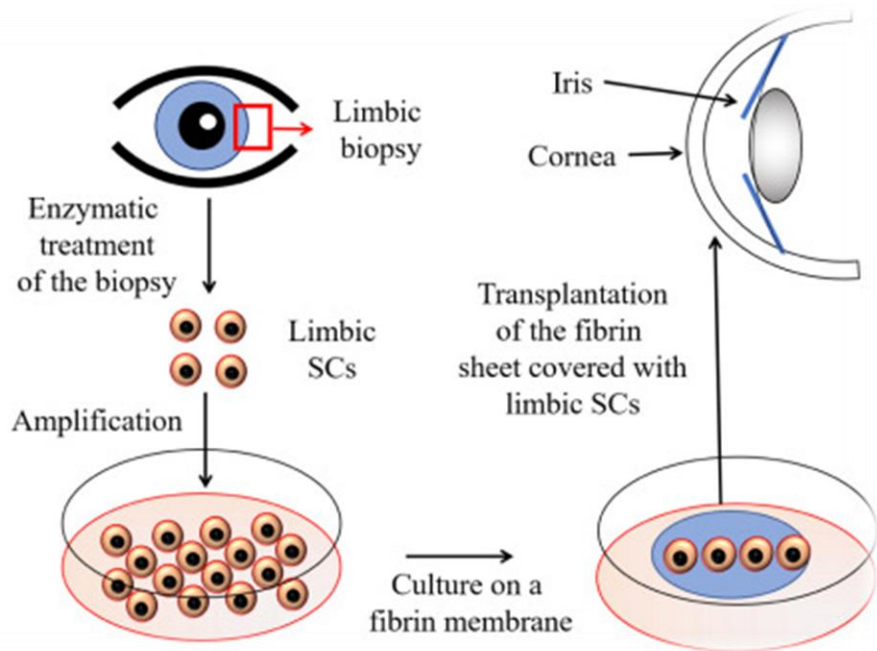 Limbic
biopsy
Enzymatic
treatment
of the biopsy
Limbic
SCs
Amplification
Culture on a
fibrin membrane
Transplantation
of the fibrin
sheet covered with
limbic SCs
Iris
Cornea